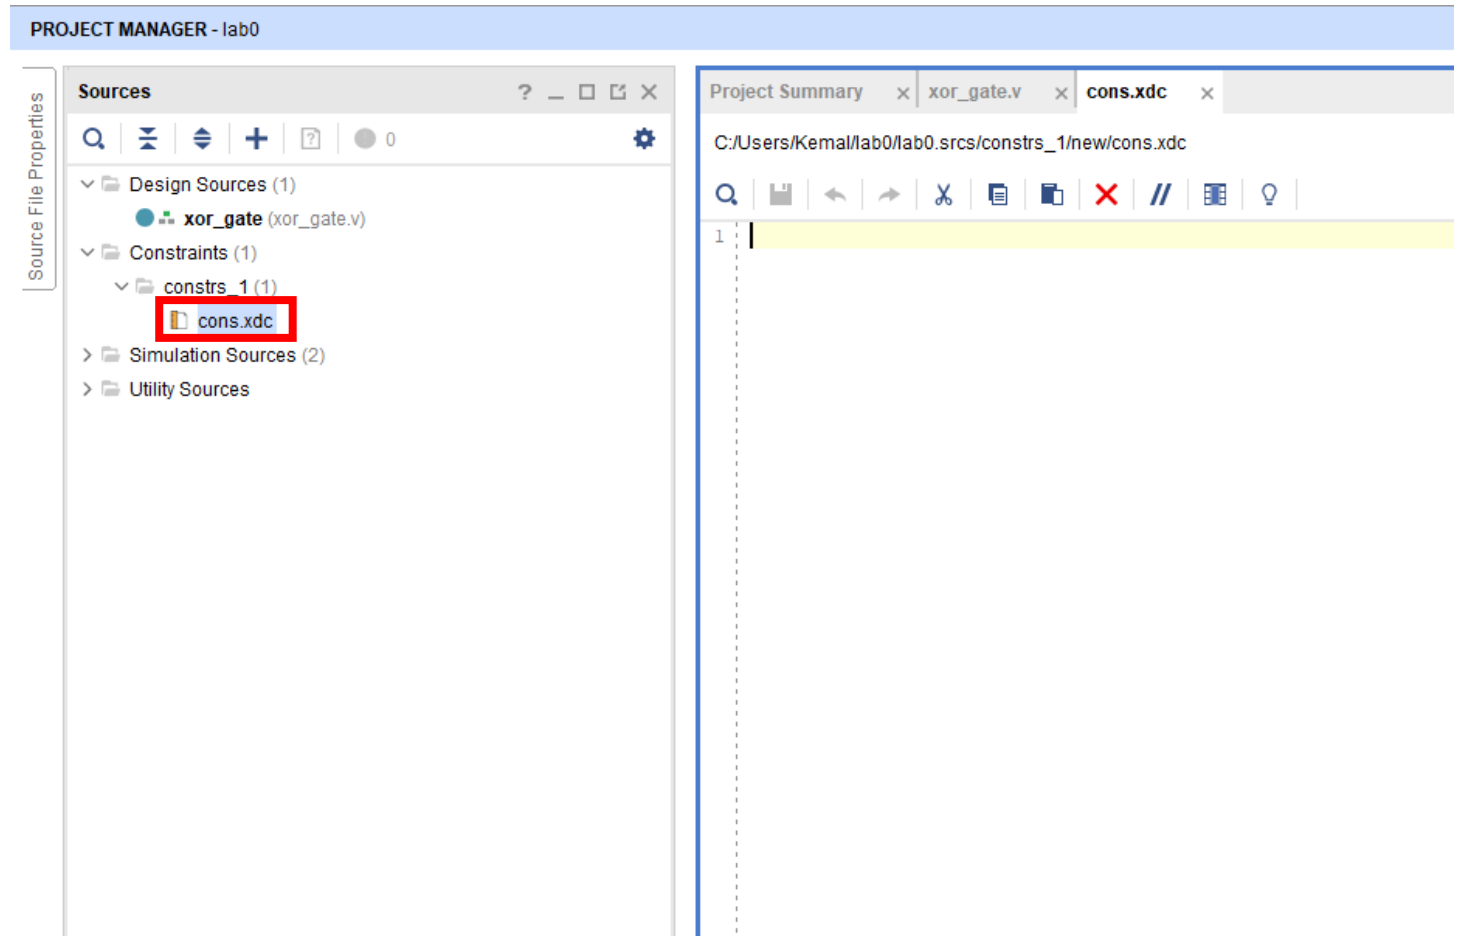 PROJECT MANAGER - lab0
Source File Properties
Sources
?
0
Design Sources (1)
xor_gate (xor_gate.v)
Constraints (1)
constrs_1 (1)
cons.xdc
Simulation Sources (2)
Utility Sources
Project Summary
xor_gate.v
cons.xdc
C:/Users/Kemal/lab0/lab0.srcs/constrs_1/new/cons.xdc
//
1